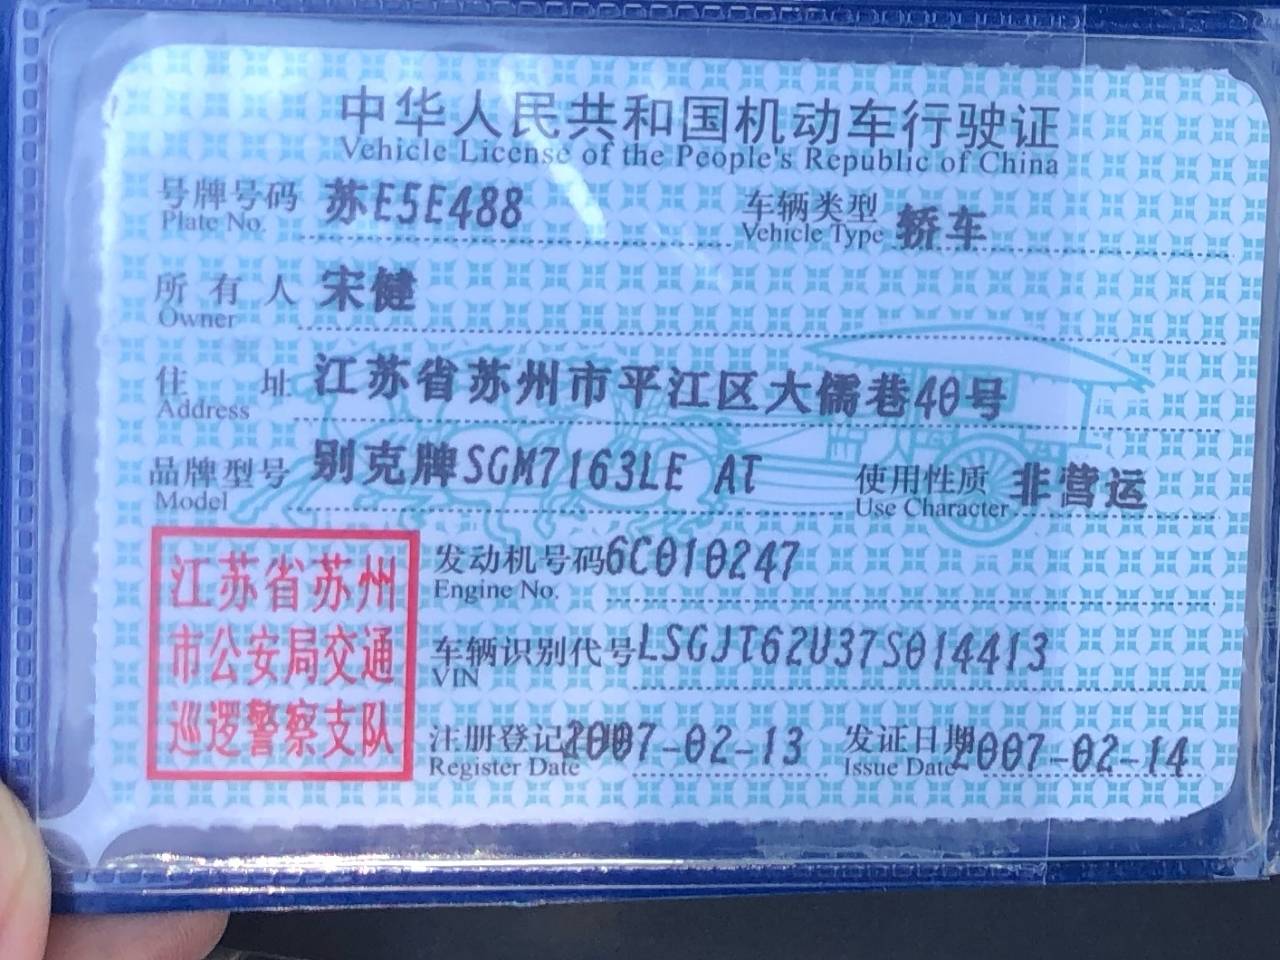 中华人民共和国机动车行驶证
Vehicle License of the People's Republic of China
号牌号码 苏E5E488 车辆类型 轿车
Plate No. Vehicle Type
所有人 宋健
Owner
住址 江苏省苏州市平江区大儒巷40号
Address
品牌型号 别克牌SGM7163LE AT 使用性质 非营运
Model Use Character
发动机号码 6C010247
Engine No.
车辆识别代号 LSGJT62U37S014413
VIN
注册登记日期 2007-02-13 发证日期 2007-02-14
Register Date Issue Date
江苏省苏州
市公安局交通
巡逻警察支队